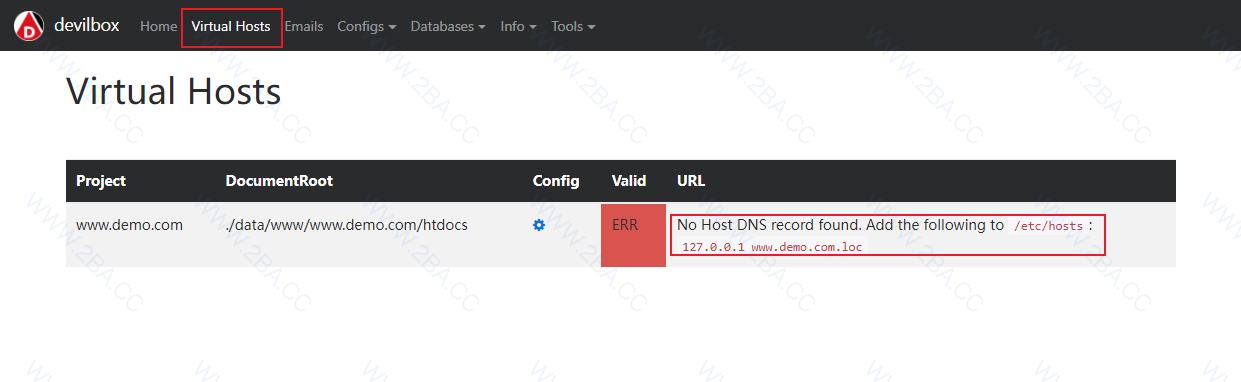 devilbox Home Virtual Hosts Emails Configs Databases Info Tools
Virtual Hosts
Project DocumentRoot Config Valid URL
www.demo.com ./data/www/www.demo.com/htdocs ERR No Host DNS record found. Add the following to /etc/hosts :
127.0.0.1 www.demo.com.loc
WWW.2BA.CC